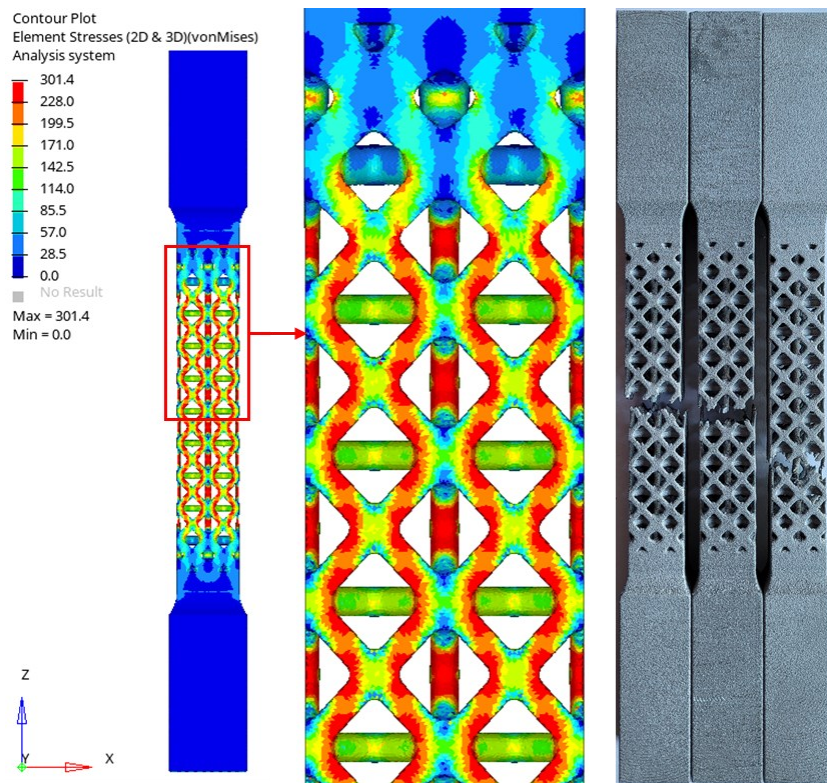 Contour Plot
Element Stresses (2D & 3D)(vonMises)
Analysis system
301.4
228.0
199.5
171.0
142.5
114.0
85.5
57.0
28.5
0.0
No Result
Max = 301.4
Min = 0.0
Z
Y
X